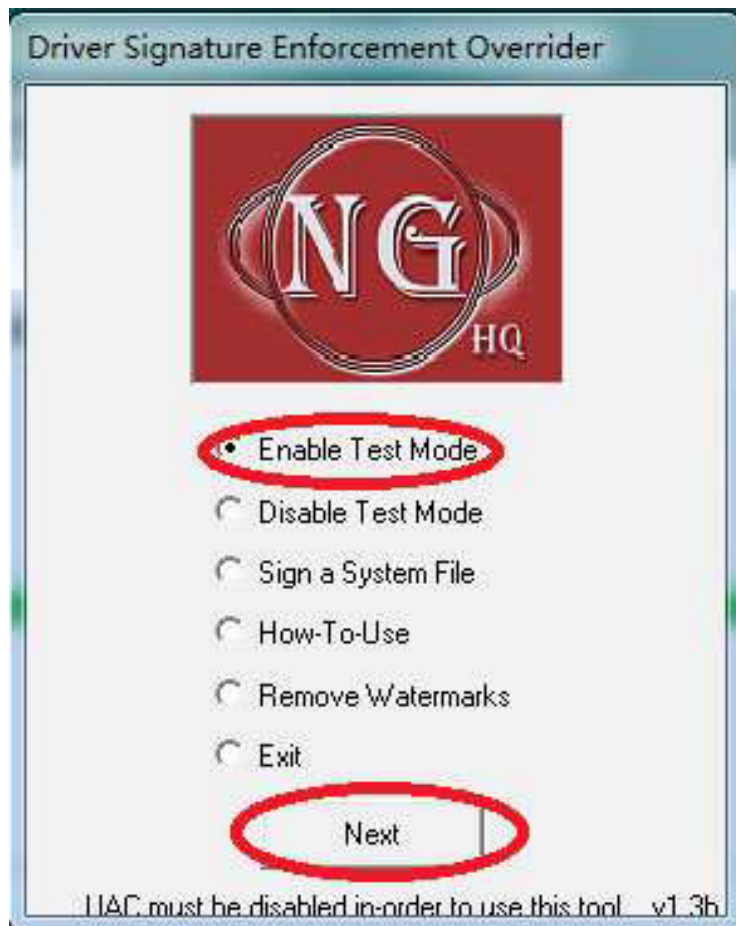 Driver Signature Enforcement Overrider
NG
HQ
Enable Test Mode
Disable Test Mode
Sign a System File
How-To-Use
Remove Watermarks
Exit
Next
UAC must be disabled in-order to use this tool v1.3b